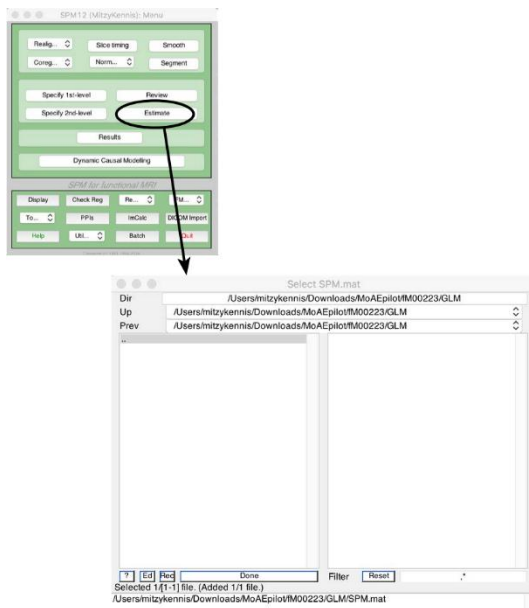 SPM12 (MitzyKennis): Menu
Realig... Slice timing Smooth
Coreg... Norm... Segment
Specify 1st-level Review
Specify 2nd-level Estimate
Results
Dynamic Causal Modelling
SPM for functional MRI
Display Check Reg Re... FM...
To... PPIs ImCalc DICOM Import
Help Uti... Batch Quit
Select SPM.mat
Dir /Users/mitzykennis/Downloads/MoAEpilot/fM00223/GLM
Up /Users/mitzykennis/Downloads/MoAEpilot/fM00223/GLM
Prev /Users/mitzykennis/Downloads/MoAEpilot/fM00223/GLM
..
? Ed Rec Done Filter Reset .*
Selected 1/[1-1] file. (Added 1/1 file.)
/Users/mitzykennis/Downloads/MoAEpilot/fM00223/GLM/SPM.mat